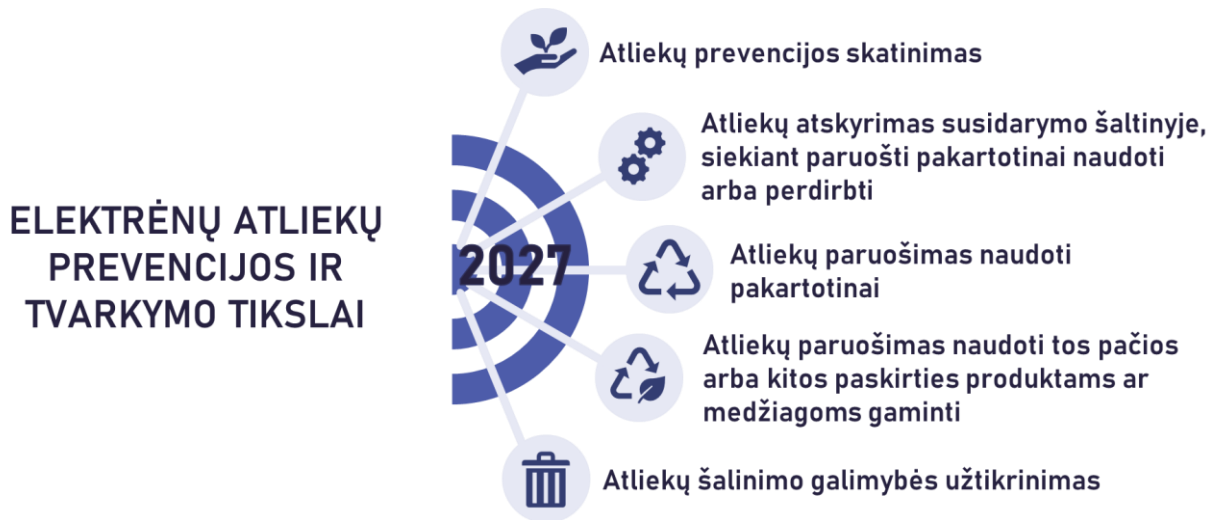 ELEKTRĖNŲ ATLIEKŲ
PREVENCIJOS IR
TVARKYMO TIKSLAI
2027
Atliekų prevencijos skatinimas
Atliekų atskyrimas susidarymo šaltinyje,
siekiant paruošti pakartotinai naudoti
arba perdirbti
Atliekų paruošimas naudoti
pakartotinai
Atliekų paruošimas naudoti tos pačios
arba kitos paskirties produktams ar
medžiagoms gaminti
Atliekų šalinimo galimybės užtikrinimas